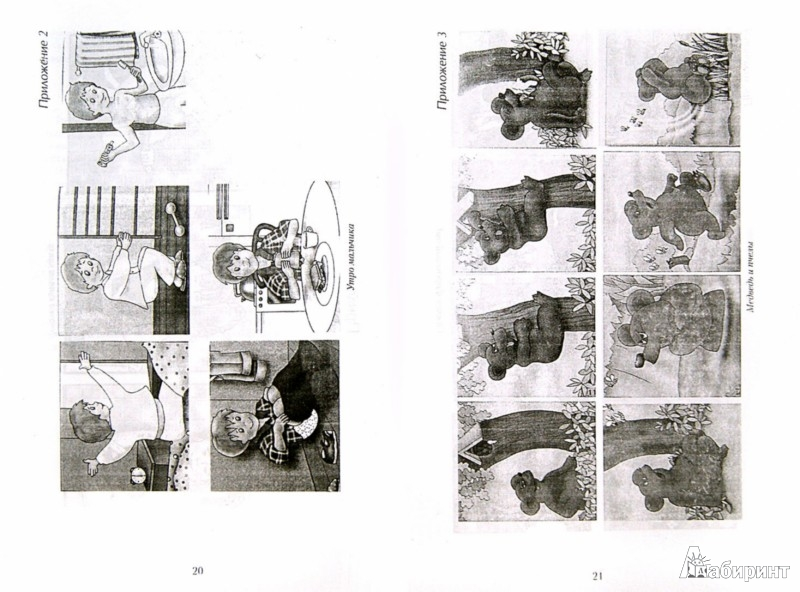 Приложение 2
Утро мальчика
20
Приложение 3
Медведь и пчелы
21
Лабиринт